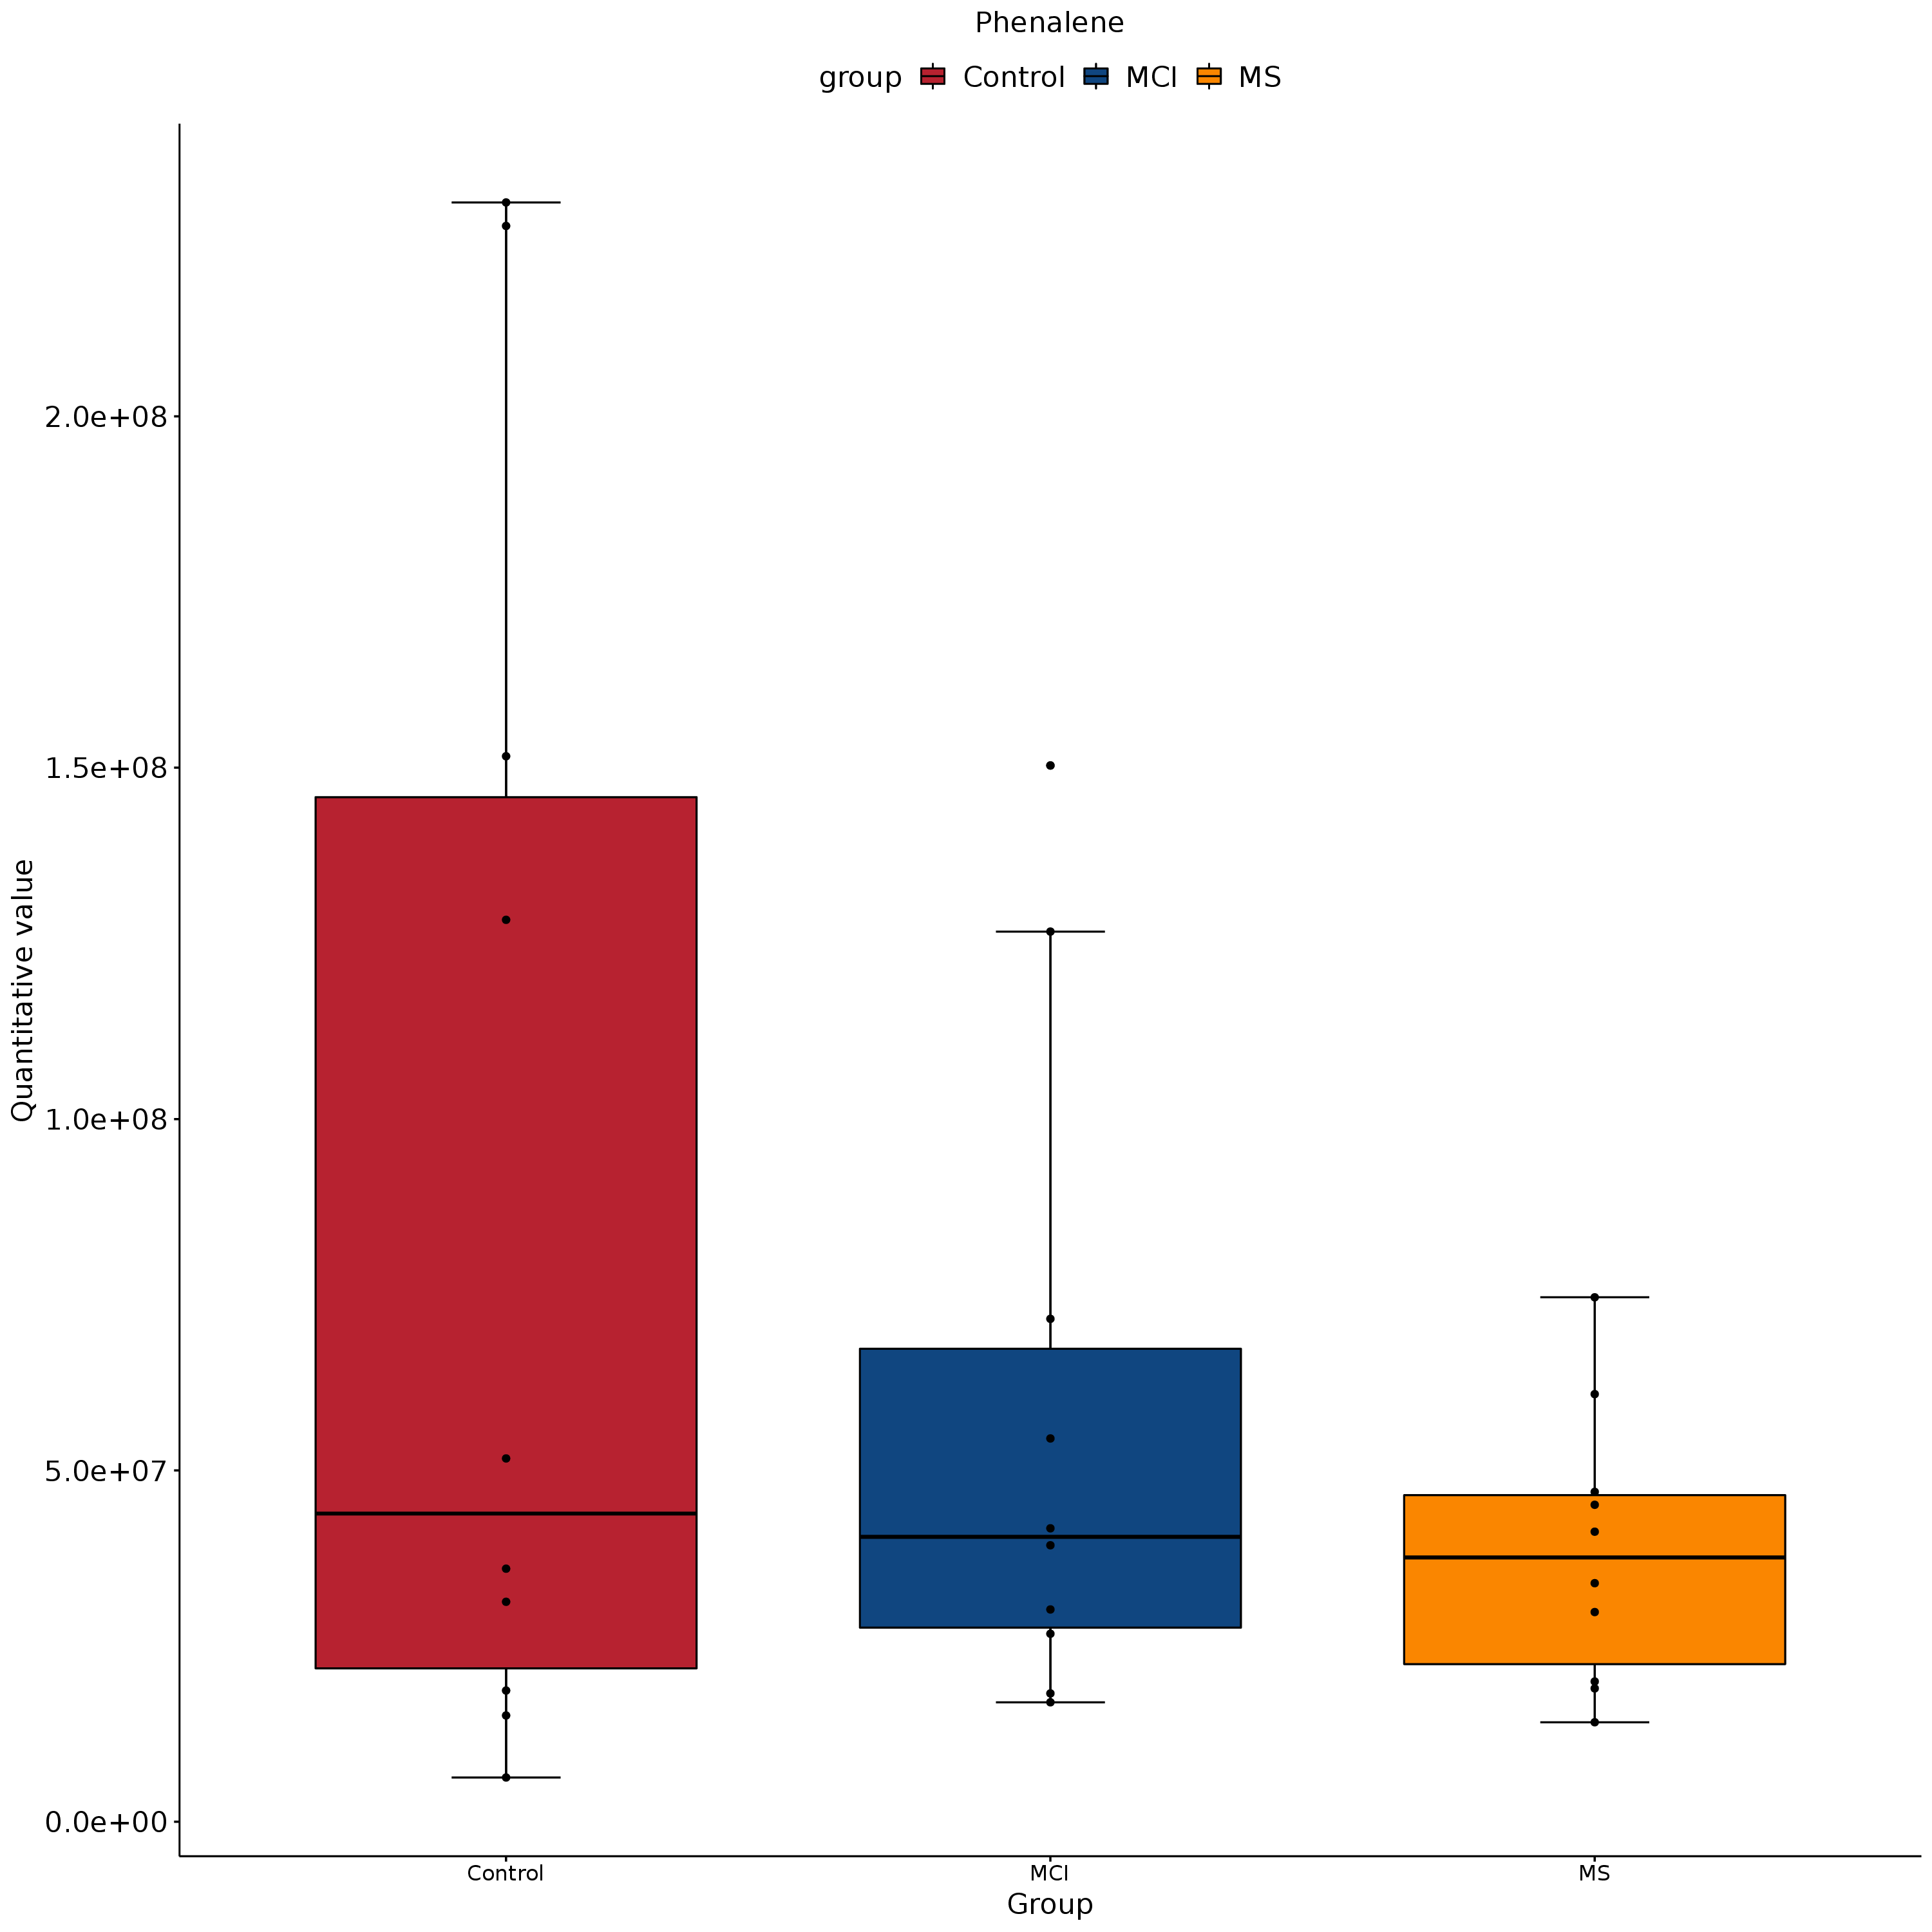 Phenalene
group Control MCI MS
Quantitative value
2.0e+08
1.5e+08
1.0e+08
5.0e+07
0.0e+00
Control MCI MS
Group